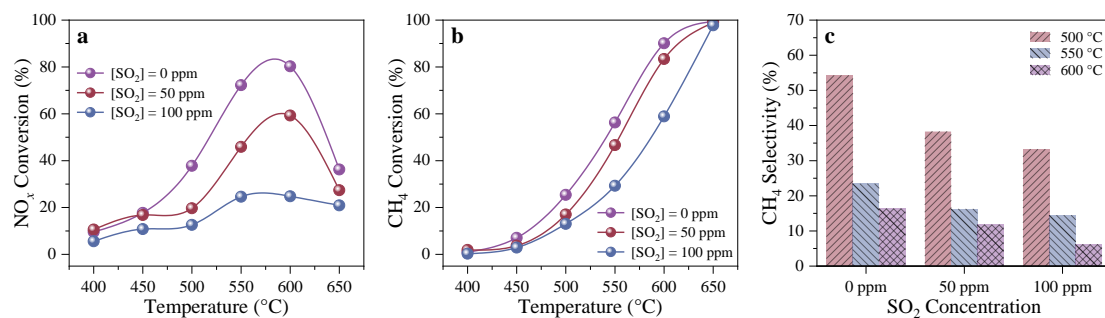 a
NOx Conversion (%)
100
80
60
40
20
0
[SO2] = 0 ppm
[SO2] = 50 ppm
[SO2] = 100 ppm
400 450 500 550 600 650
Temperature (°C)
b
CH4 Conversion (%)
100
80
60
40
20
0
[SO2] = 0 ppm
[SO2] = 50 ppm
[SO2] = 100 ppm
400 450 500 550 600 650
Temperature (°C)
c
CH4 Selectivity (%)
70
60
50
40
30
20
10
0
500 °C
550 °C
600 °C
0 ppm 50 ppm 100 ppm
SO2 Concentration